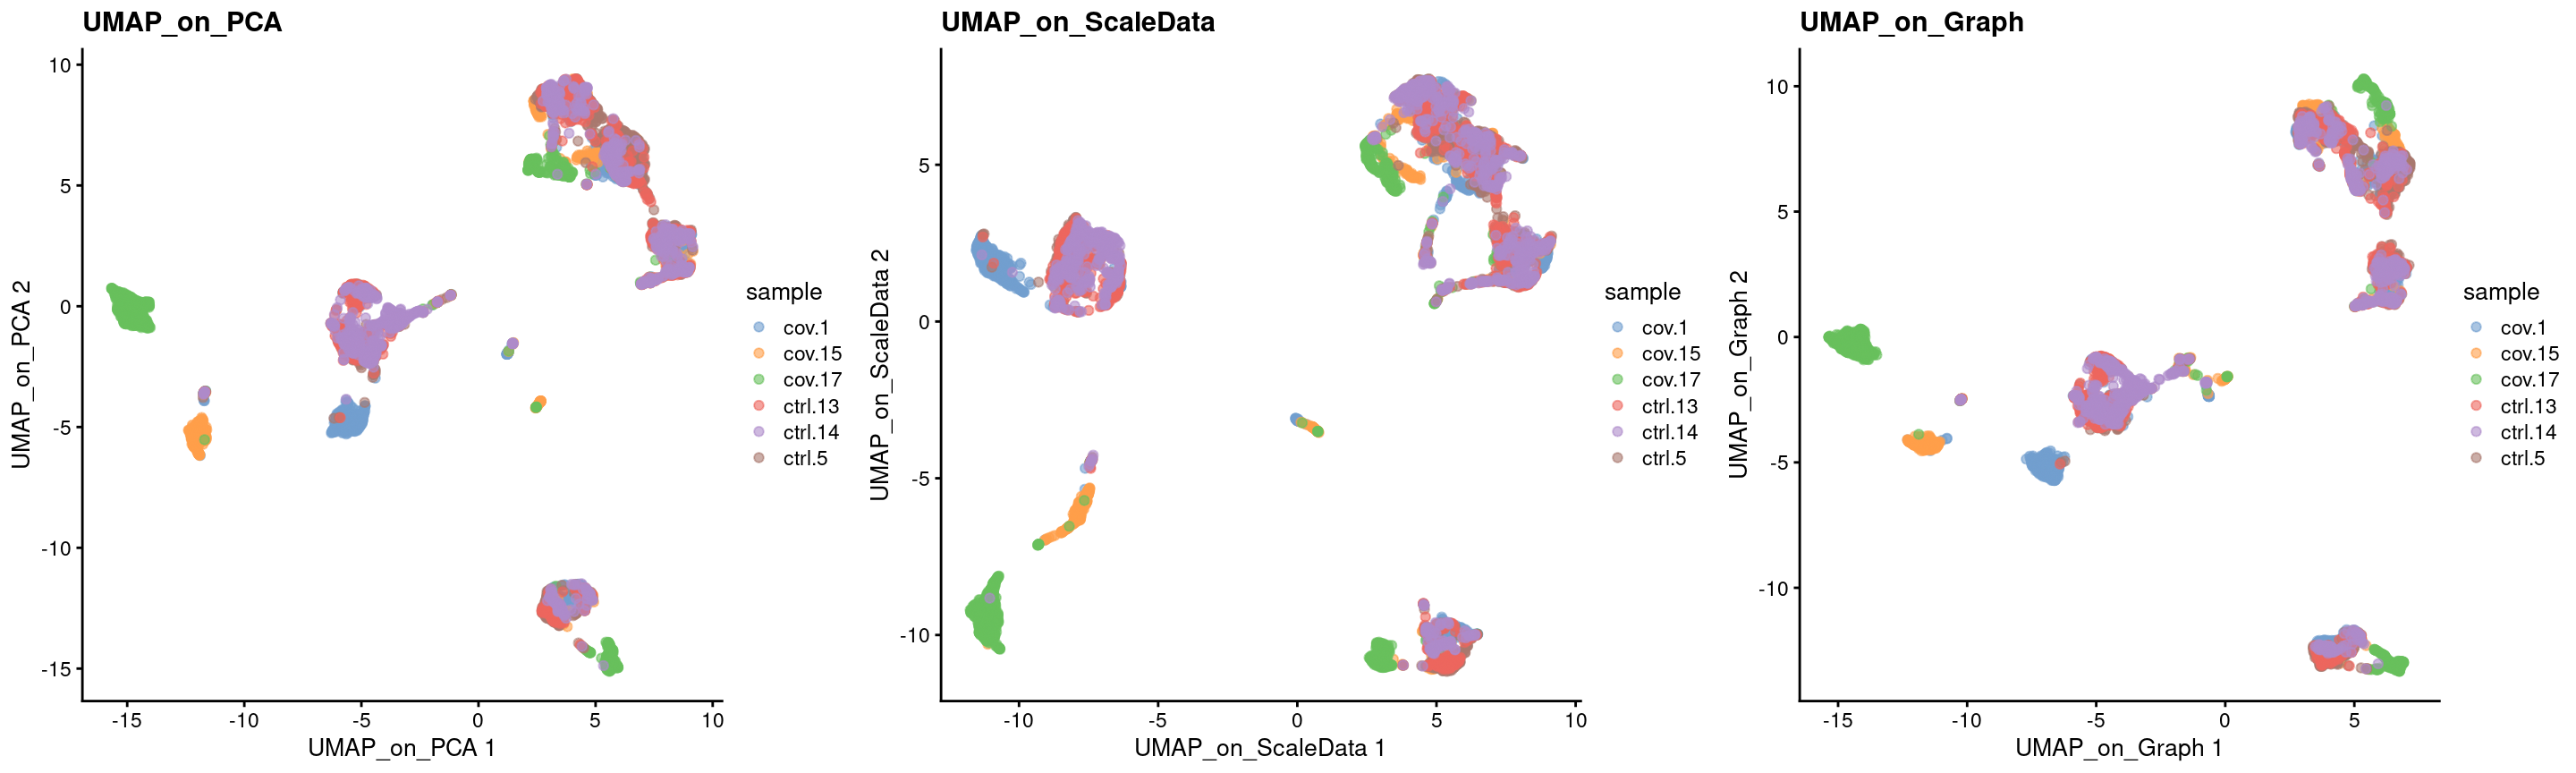 UMAP_on_PCA
10
5
0
-5
-10
-15
-15
-10
-5
0
5
10
UMAP_on_PCA 1
UMAP_on_PCA 2
sample
cov.1
cov.15
cov.17
ctrl.13
ctrl.14
ctrl.5
UMAP_on_ScaleData
5
0
-5
-10
-10
-5
0
5
10
UMAP_on_ScaleData 1
UMAP_on_ScaleData 2
sample
cov.1
cov.15
cov.17
ctrl.13
ctrl.14
ctrl.5
UMAP_on_Graph
10
5
0
-5
-10
-15
-10
-5
0
5
UMAP_on_Graph 1
UMAP_on_Graph 2
sample
cov.1
cov.15
cov.17
ctrl.13
ctrl.14
ctrl.5